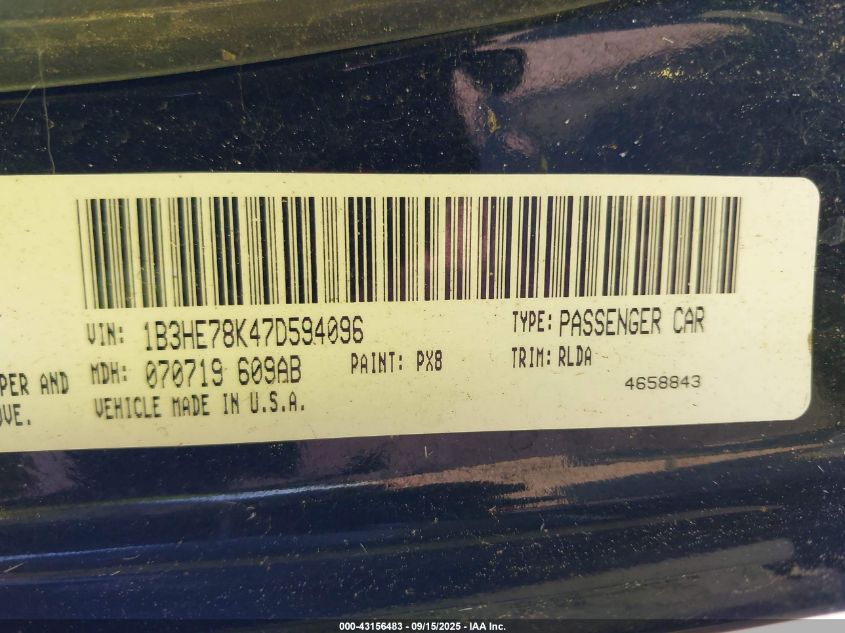 VIN: 1B3HE78K47D594096 TYPE: PASSENGER CAR
PER AND MDH: 070719 609AB PAINT: PX8 TRIM: RLDA
OVE. VEHICLE MADE IN U.S.A. 4658843
000-43156483 - 09/15/2025 - IAA Inc.